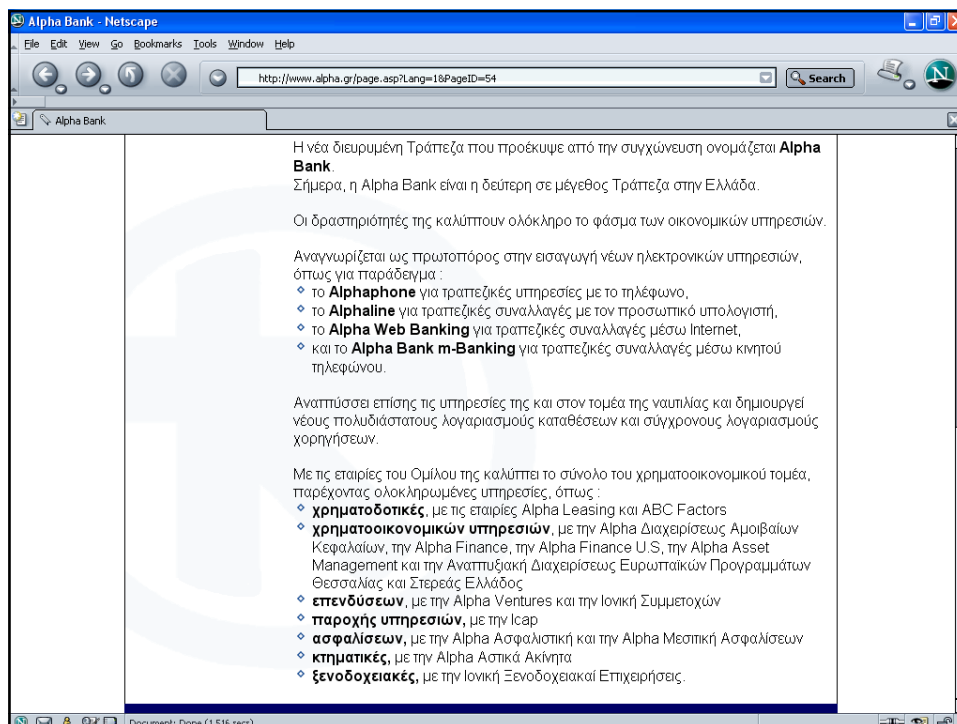 Alpha Bank - Netscape
File Edit View Go Bookmarks Tools Window Help
http://www.alpha.gr/page.asp?Lang=1&PageID=54
Search
N
Alpha Bank
Η νέα διευρυμένη Τράπεζα που προέκυψε από την συγχώνευση ονομάζεται Alpha
Bank.
Σήμερα, η Alpha Bank είναι η δεύτερη σε μέγεθος Τράπεζα στην Ελλάδα.
Οι δραστηριότητές της καλύπτουν ολόκληρο το φάσμα των οικονομικών υπηρεσιών.
Αναγνωρίζεται ως πρωτοπόρος στην εισαγωγή νέων ηλεκτρονικών υπηρεσιών,
όπως για παράδειγμα :
το Alphaphone για τραπεζικές υπηρεσίες με το τηλέφωνο,
το Alphaline για τραπεζικές συναλλαγές με τον προσωπικό υπολογιστή,
το Alpha Web Banking για τραπεζικές συναλλαγές μέσω Internet,
και το Alpha Bank m-Banking για τραπεζικές συναλλαγές μέσω κινητού
τηλεφώνου.
Αναπτύσσει επίσης τις υπηρεσίες της και στον τομέα της ναυτιλίας και δημιουργεί
νέους πολυδιάστατους λογαριασμούς καταθέσεων και σύγχρονους λογαριασμούς
χορηγήσεων.
Με τις εταιρίες του Ομίλου της καλύπτει το σύνολο του χρηματοοικονομικού τομέα,
παρέχοντας ολοκληρωμένες υπηρεσίες, όπως :
χρηματοδοτικές, με τις εταιρίες Alpha Leasing και ABC Factors
χρηματοοικονομικών υπηρεσιών, με την Alpha Διαχειρίσεως Αμοιβαίων
Κεφαλαίων, την Alpha Finance, την Alpha Finance U.S, την Alpha Asset
Management και την Αναπτυξιακή Διαχειρίσεως Ευρωπαϊκών Προγραμμάτων
Θεσσαλίας και Στερεάς Ελλάδος
επενδύσεων, με την Alpha Ventures και την Ιονική Συμμετοχών
παροχής υπηρεσιών, με την Icap
ασφαλίσεων, με την Alpha Ασφαλιστική και την Alpha Μεσιτική Ασφαλίσεων
κτηματικές, με την Alpha Αστικά Ακίνητα
ξενοδοχειακές, με την Ιονική Ξενοδοχειακαί Επιχειρήσεις.
Document: Done (1.516 secs)